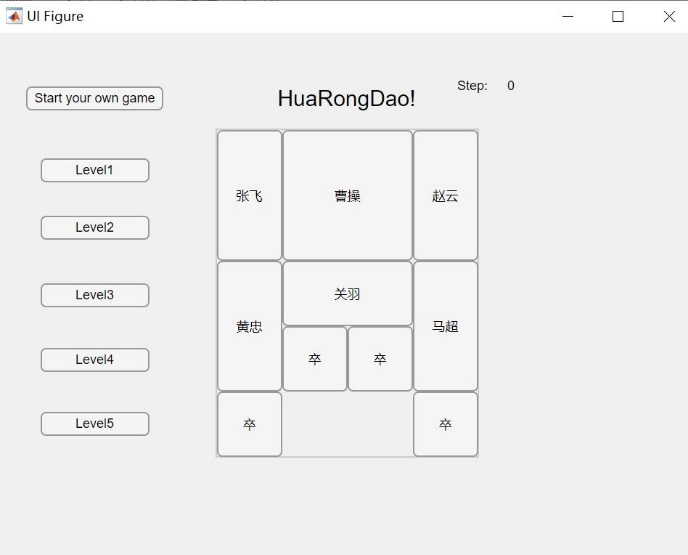 UI Figure
Step: 0
Start your own game
HuaRongDao!
Level1
Level2
Level3
Level4
Level5
张飞
曹操
赵云
黄忠
关羽
马超
卒
卒
卒
卒